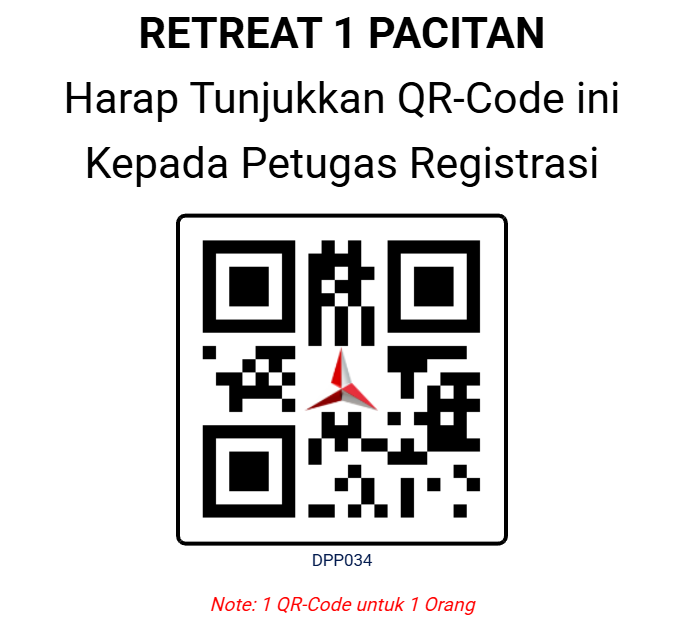 RETREAT 1 PACITAN
Harap Tunjukkan QR-Code ini
Kepada Petugas Registrasi
DPP034
Note: 1 QR-Code untuk 1 Orang